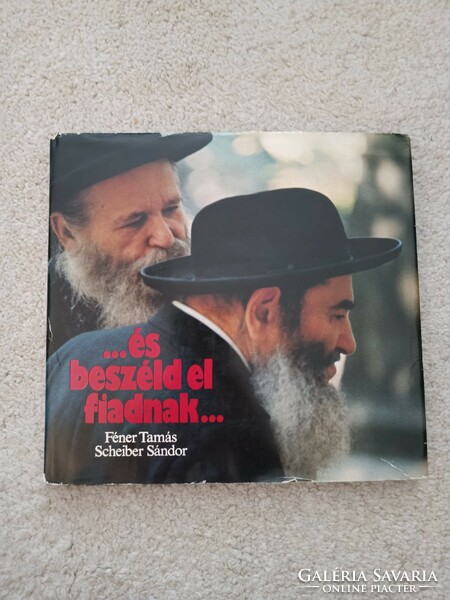 ...és
beszéld el
fiadnak...
Féner Tamás
Scheiber Sándor
GALÉRIA SAVARIA
ONLINE PIACTÉR